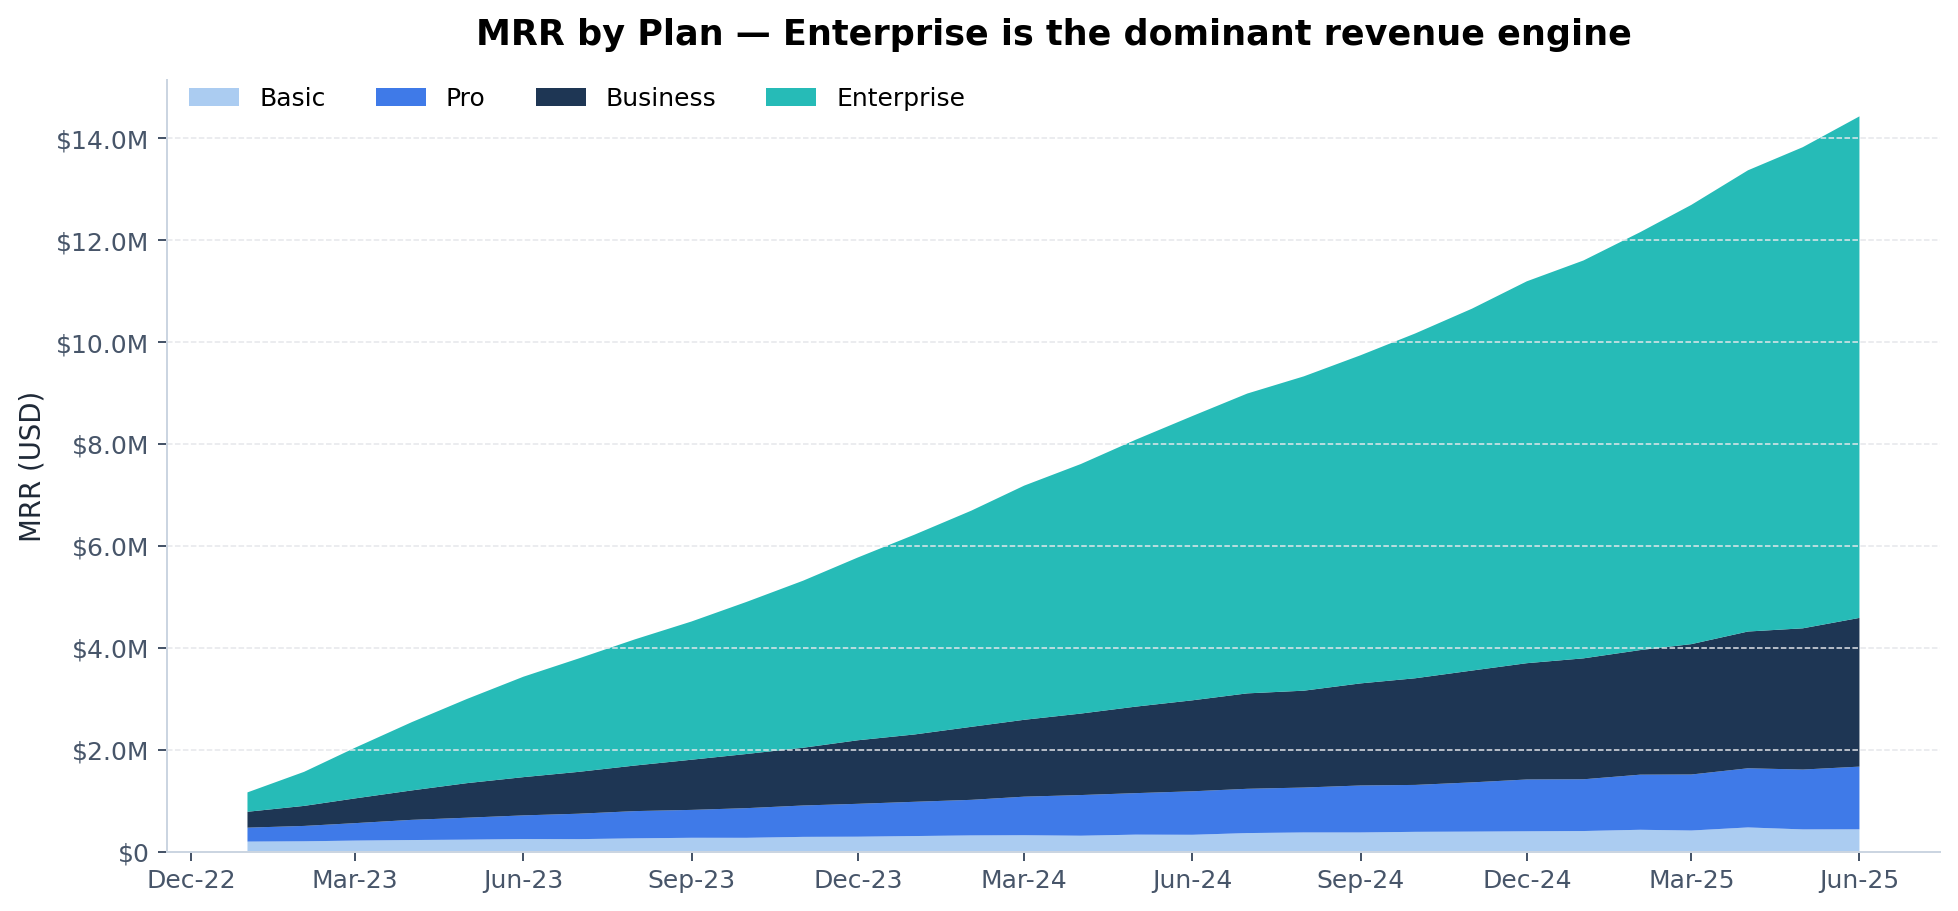 MRR by Plan — Enterprise is the dominant revenue engine
Basic
Pro
Business
Enterprise
MRR (USD)
$14.0M
$12.0M
$10.0M
$8.0M
$6.0M
$4.0M
$2.0M
$0
Dec-22
Mar-23
Jun-23
Sep-23
Dec-23
Mar-24
Jun-24
Sep-24
Dec-24
Mar-25
Jun-25